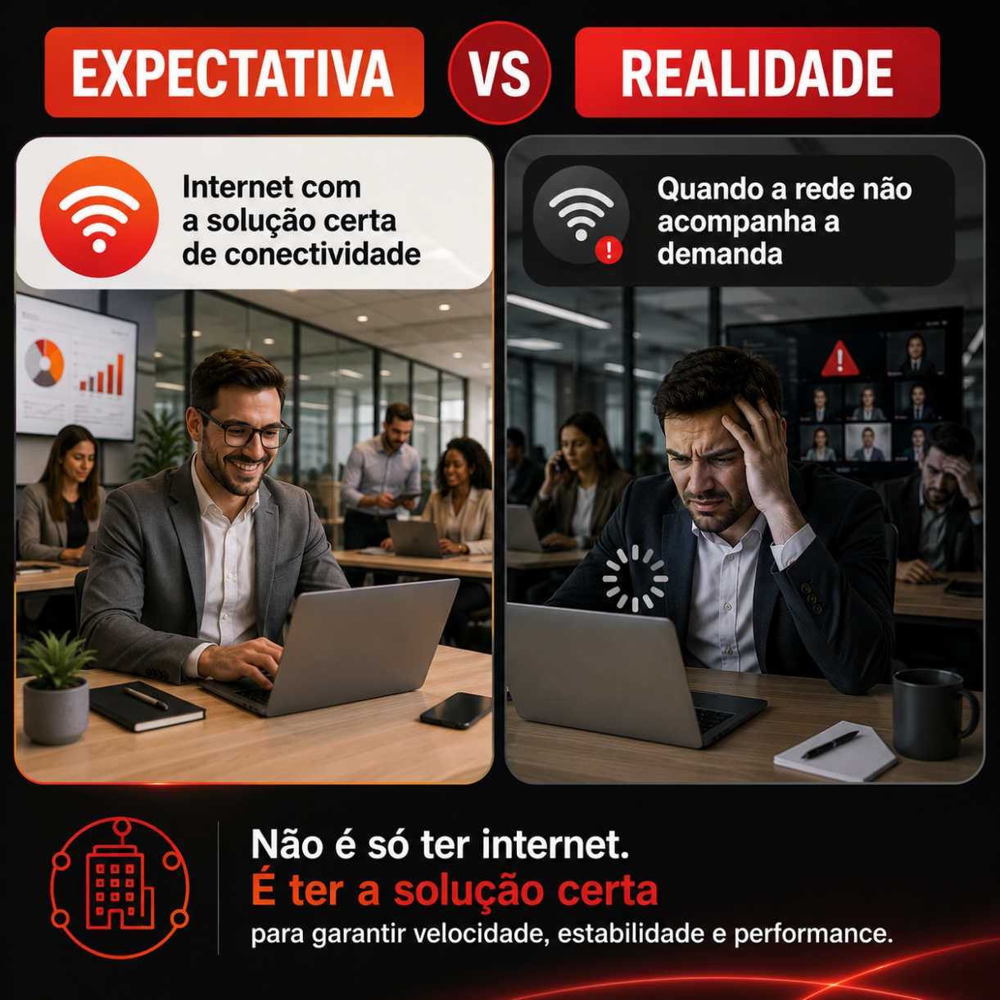 EXPECTATIVA
VS
REALIDADE
Internet com
a solução certa
de conectividade
Quando a rede não
acompanha a
demanda
Não é só ter internet.
É ter a solução certa
para garantir velocidade, estabilidade e performance.